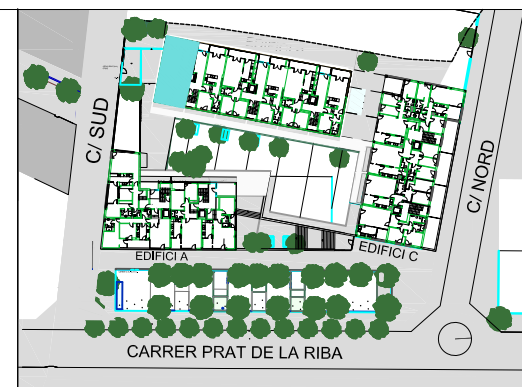 C/ SUD
C/ NORD
EDIFICI A
EDIFICI C
CARRER PRAT DE LA RIBA